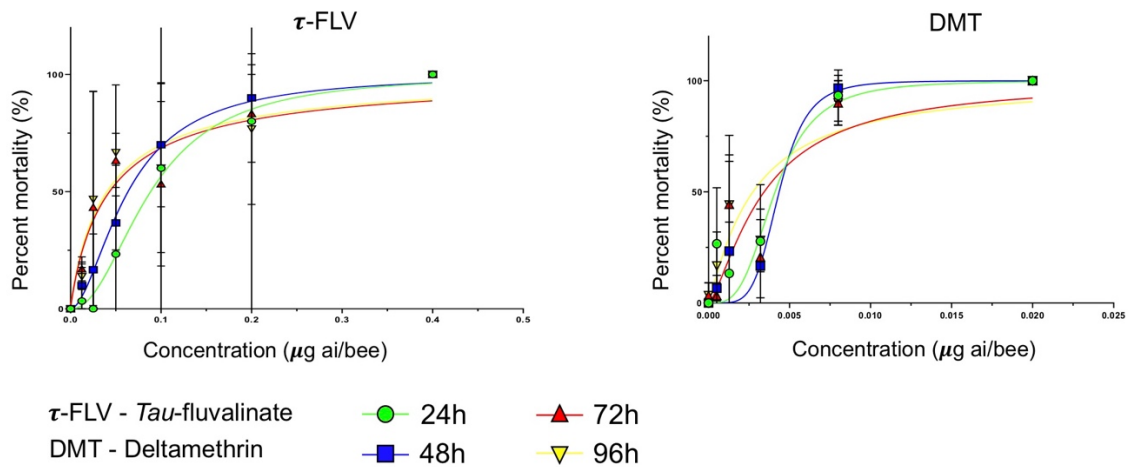 𝝉-FLV
DMT
Percent mortality (%)
100
50
0
0.0
0.1
0.2
0.3
0.4
0.5
Concentration (𝝁g ai/bee)
Percent mortality (%)
100
50
0
0.000
0.005
0.010
0.015
0.020
0.025
Concentration (𝝁g ai/bee)
𝝉-FLV - Tau-fluvalinate
DMT - Deltamethrin
24h
48h
72h
96h